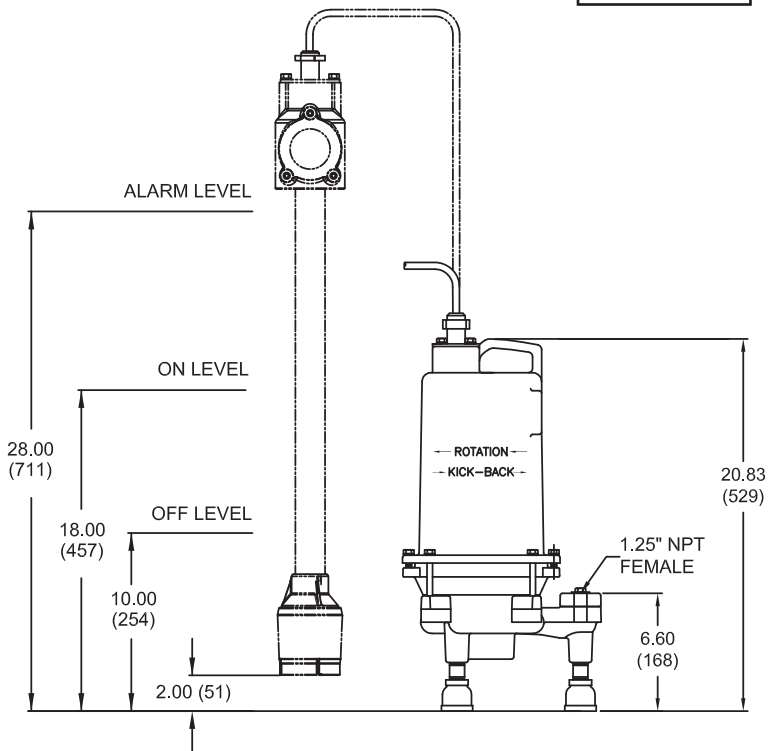 ALARM LEVEL
ON LEVEL
28.00
(711)
← ROTATION →
→ KICK-BACK ←
20.83
(529)
OFF LEVEL
18.00
(457)
1.25" NPT
FEMALE
10.00
(254)
6.60
(168)
2.00 (51)